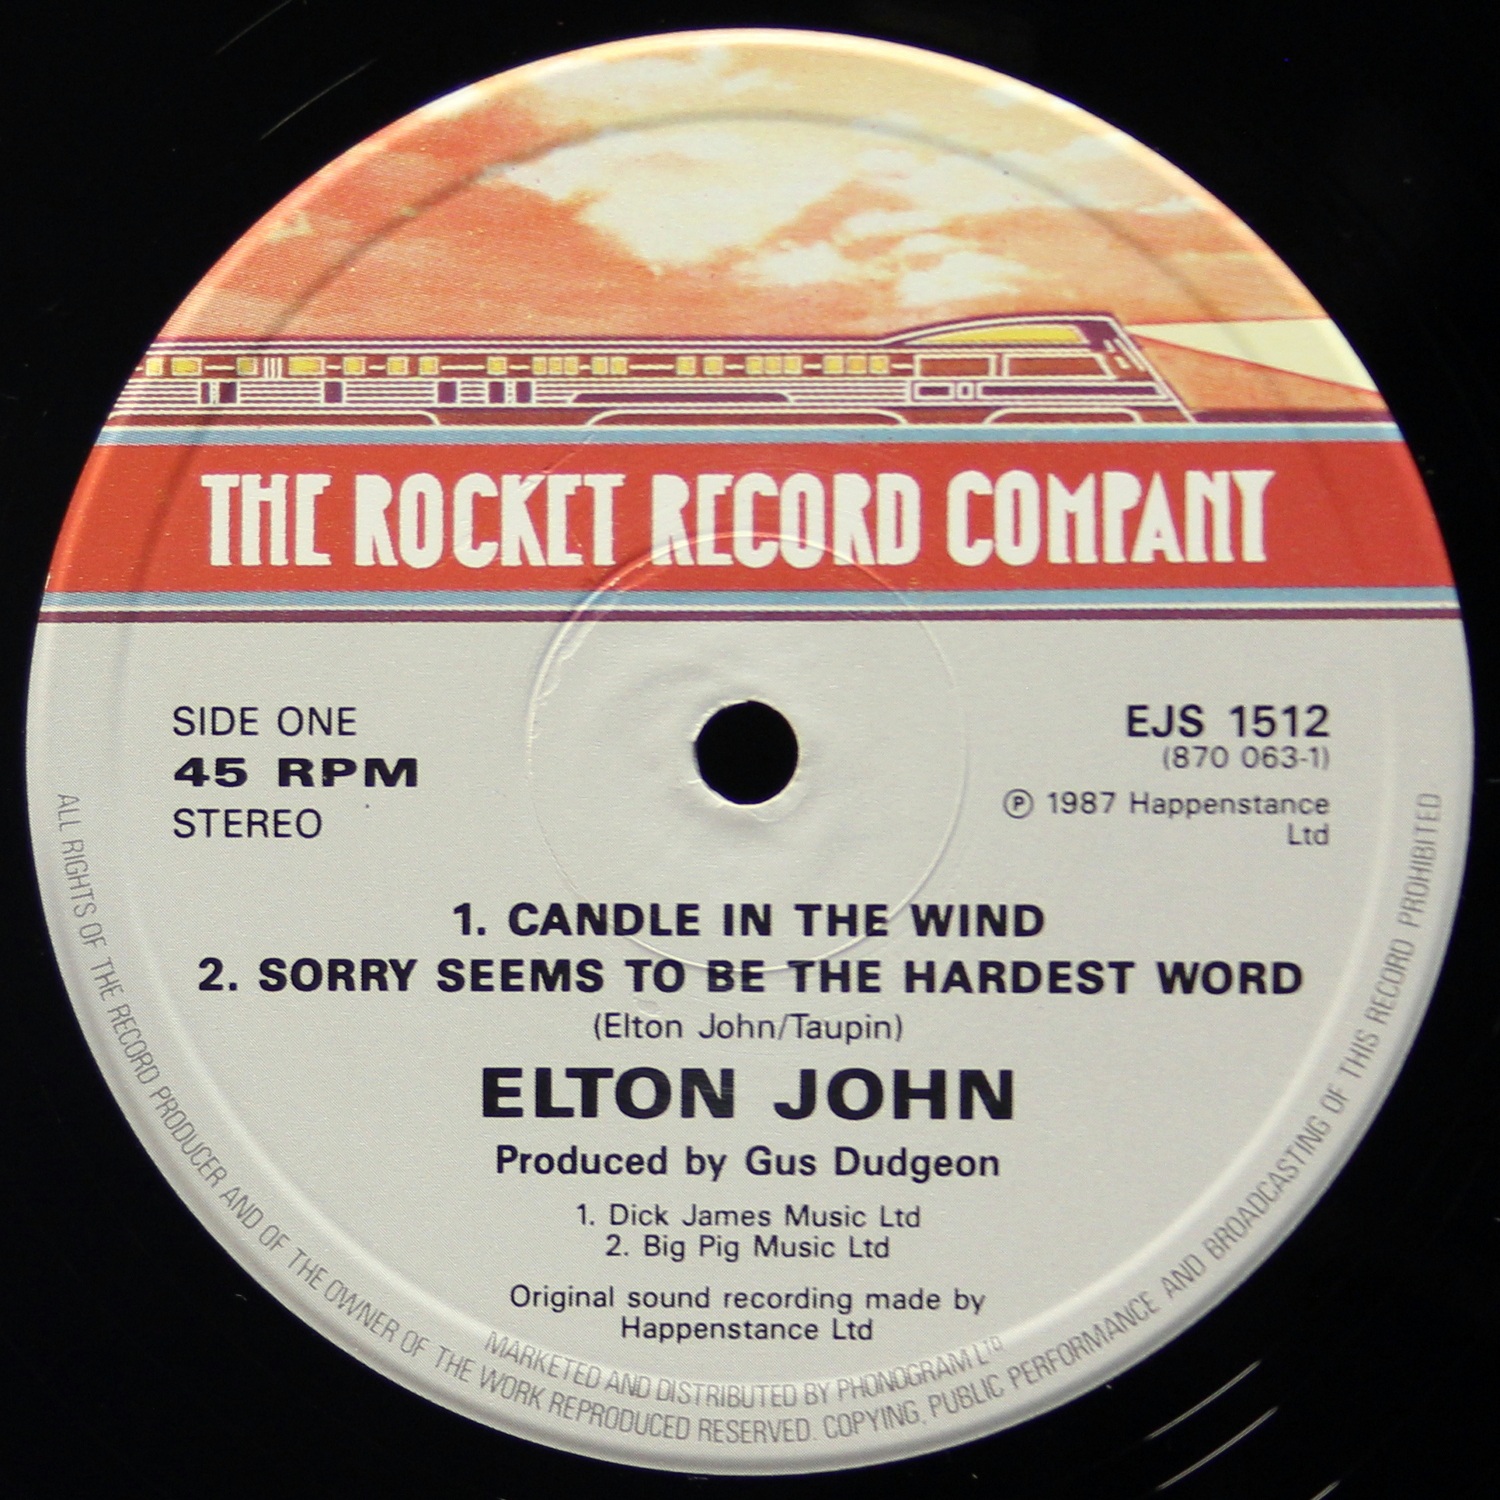 THE ROCKET RECORD COMPANY
SIDE ONE
45 RPM
STEREO
EJS 1512
(870 063-1)
℗ 1987 Happenstance
Ltd
1. CANDLE IN THE WIND
2. SORRY SEEMS TO BE THE HARDEST WORD
(Elton John/Taupin)
ELTON JOHN
Produced by Gus Dudgeon
1. Dick James Music Ltd
2. Big Pig Music Ltd
Original sound recording made by
Happenstance Ltd
MARKETED AND DISTRIBUTED BY PHONOGRAM LTD.
ALL RIGHTS OF THE RECORD PRODUCER AND OF THE OWNER OF THE WORK REPRODUCED RESERVED. COPYING, PUBLIC PERFORMANCE AND BROADCASTING OF THIS RECORD PROHIBITED